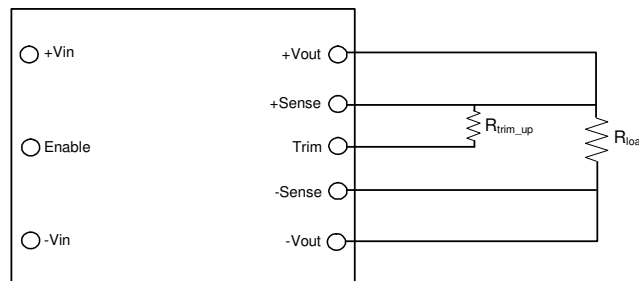 +Vin
+Vout
+Sense
Rtrim_up
Rloa
Enable
Trim
-Sense
-Vin
-Vout